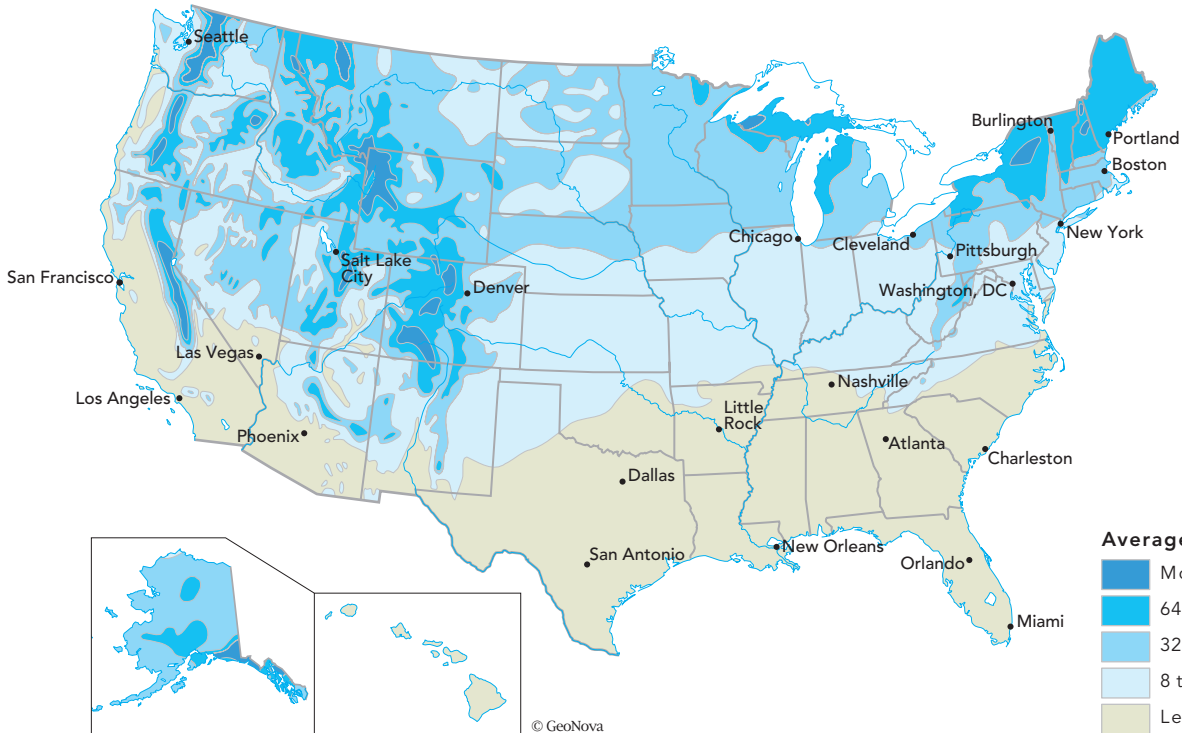 Seattle
Burlington
Portland
Boston
New York
Chicago
Cleveland
Pittsburgh
Salt Lake
City
Denver
Washington, DC
San Francisco
Las Vegas
Nashville
Los Angeles
Little
Rock
Phoenix
Atlanta
Charleston
Dallas
San Antonio
New Orleans
Orlando
Miami
Average
Mo
64
32
8 t
Le
© GeoNova